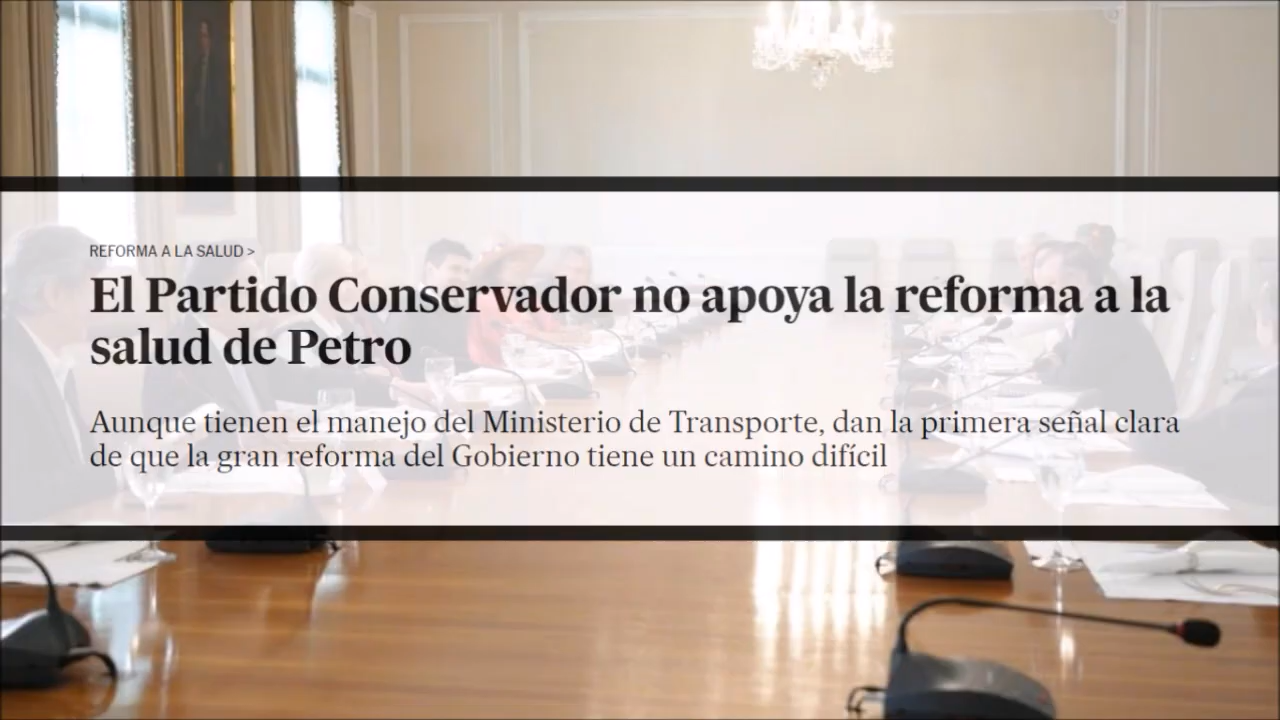 REFORMA A LA SALUD >
El Partido Conservador no apoya la reforma a la
salud de Petro
Aunque tienen el manejo del Ministerio de Transporte, dan la primera señal clara
de que la gran reforma del Gobierno tiene un camino difícil